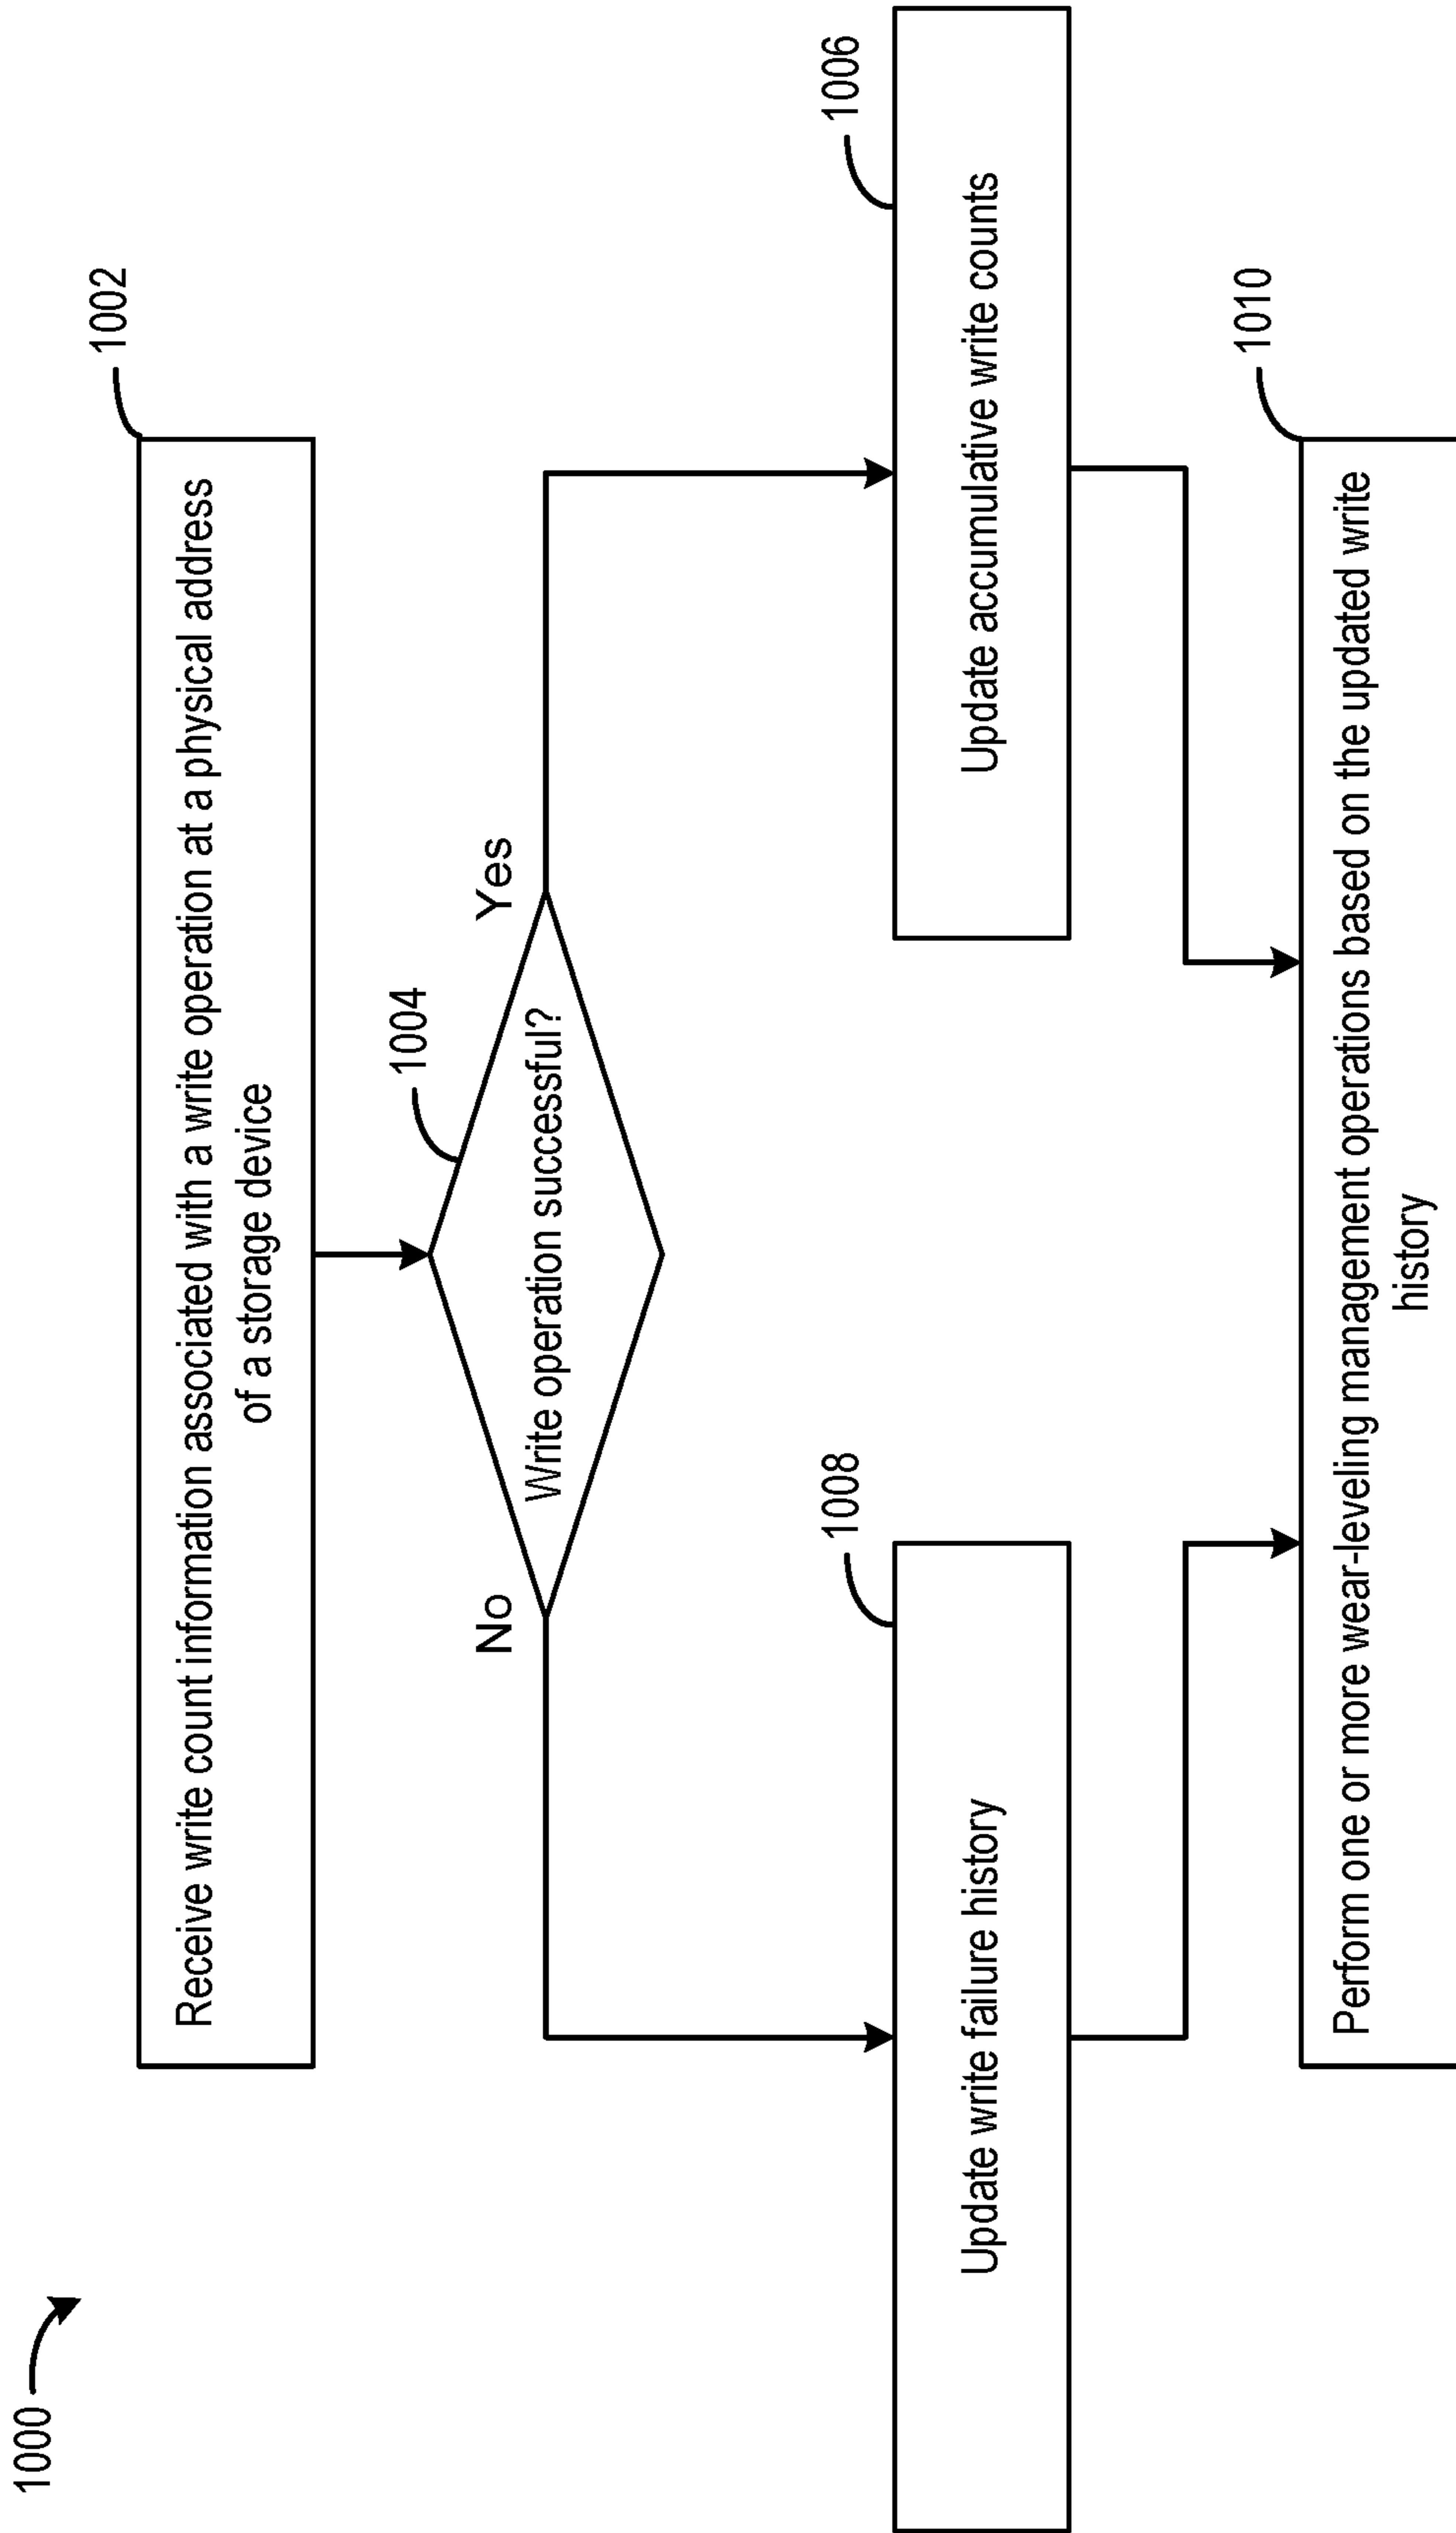 1000
1002
Receive write count information associated with a write operation at a physical address
of a storage device
1004
Write operation successful?
No
Yes
1008
Update write failure history
1006
Update accumulative write counts
1010
Perform one or more wear-leveling management operations based on the updated write
history